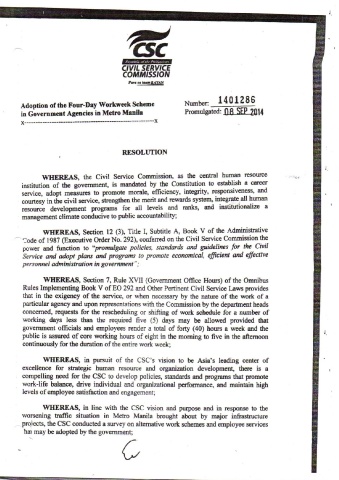 CSC
Republic of the Philippines
CIVIL SERVICE
COMMISSION
Adoption of the Four-Day Workweek Scheme
in Government Agencies in Metro Manila
x----------------------------------------------x
Number: 1401286
Promulgated: 08 SEP 2014
RESOLUTION
WHEREAS, the Civil Service Commission, as the central human resource
institution of the government, is mandated by the Constitution to establish a career
service, adopt measures to promote morale, efficiency, integrity, responsiveness, and
courtesy in the civil service, strengthen the merit and rewards system, integrate all human
resource development programs for all levels and ranks, and institutionalize a
management climate conducive to public accountability;
WHEREAS, Section 12 (3), Title I, Subtitle A, Book V of the Administrative
Code of 1987 (Executive Order No. 292), conferred on the Civil Service Commission the
power and function to "promulgate policies, standards and guidelines for the Civil
Service and adopt plans and programs to promote economical, efficient and effective
personnel administration in government";
WHEREAS, Section 7, Rule XVII (Government Office Hours) of the Omnibus
Rules Implementing Book V of EO 292 and Other Pertinent Civil Service Laws provides
that in the exigency of the service, or when necessary by the nature of the work of a
particular agency and upon representations with the Commission by the department heads
concerned, requests for the rescheduling or shifting of work schedule for a number of
working days less than the required five (5) days may be allowed provided that
government officials and employees render a total of forty (40) hours a week and the
public is assured of core working hours of eight in the morning to five in the afternoon
continuously for the duration of the entire work week;
WHEREAS, in pursuit of the CSC's vision to be Asia's leading center of
excellence for strategic human resource and organization development, there is a
compelling need for the CSC to develop policies, standards and programs that promote
work-life balance, drive individual and organizational performance, and maintain high
levels of employee satisfaction and engagement;
WHEREAS, in line with the CSC vision and purpose and in response to the
worsening traffic situation in Metro Manila brought about by major infrastructure
projects, the CSC conducted a survey on alternative work schemes and employee services
that may be adopted by the government;